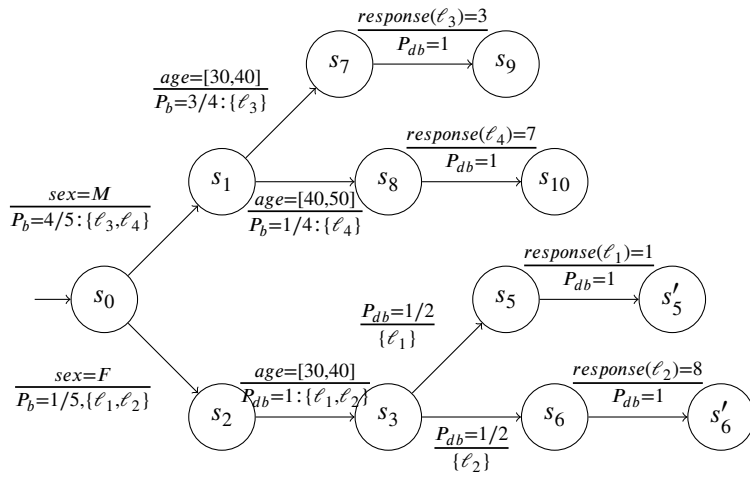 response(ℓ₃)=3
P_db=1
s₇
s₉
age=[30,40]
P_b=3/4:{ℓ₃}
response(ℓ₄)=7
P_db=1
s₁
s₈
s₁₀
sex=M
P_b=4/5:{ℓ₃,ℓ₄}
age=[40,50]
P_b=1/4:{ℓ₄}
response(ℓ₁)=1
P_db=1
s₀
s₅
s₅′
P_db=1/2
{ℓ₁}
sex=F
P_b=1/5,{ℓ₁,ℓ₂}
age=[30,40]
P_db=1:{ℓ₁,ℓ₂}
response(ℓ₂)=8
P_db=1
s₂
s₃
s₆
s₆′
P_db=1/2
{ℓ₂}